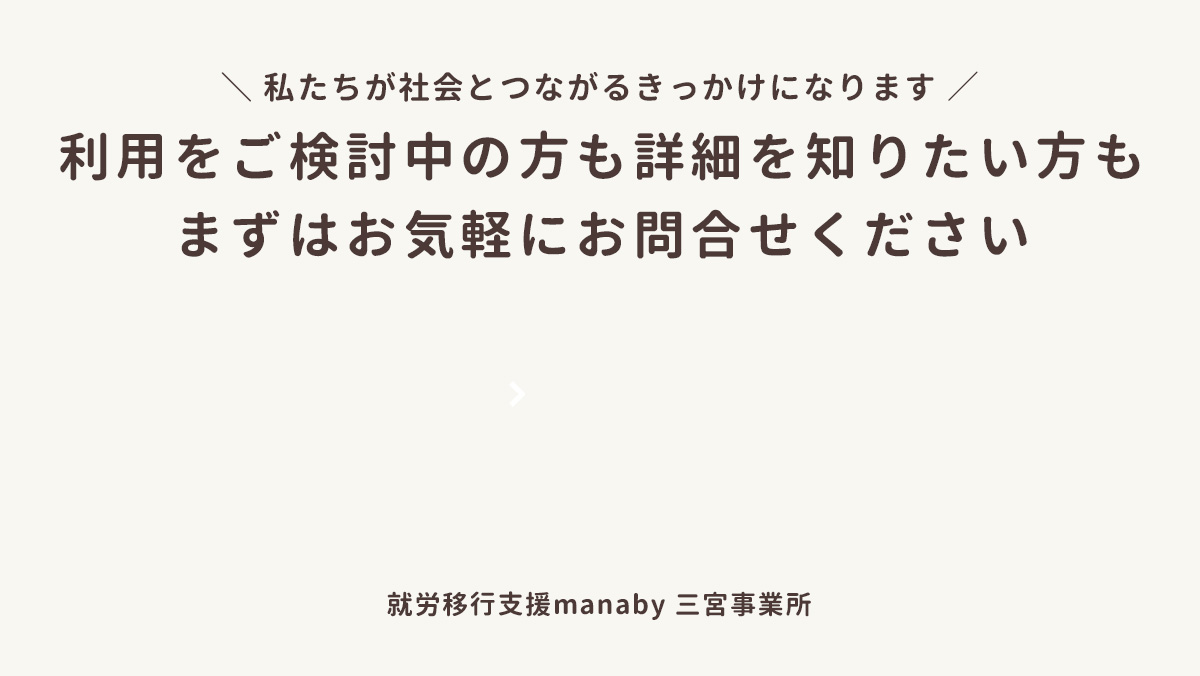 ＼ 私たちが社会とつながるきっかけになります ／
利用をご検討中の方も詳細を知りたい方も
まずはお気軽にお問合せください
就労移行支援manaby 三宮事業所